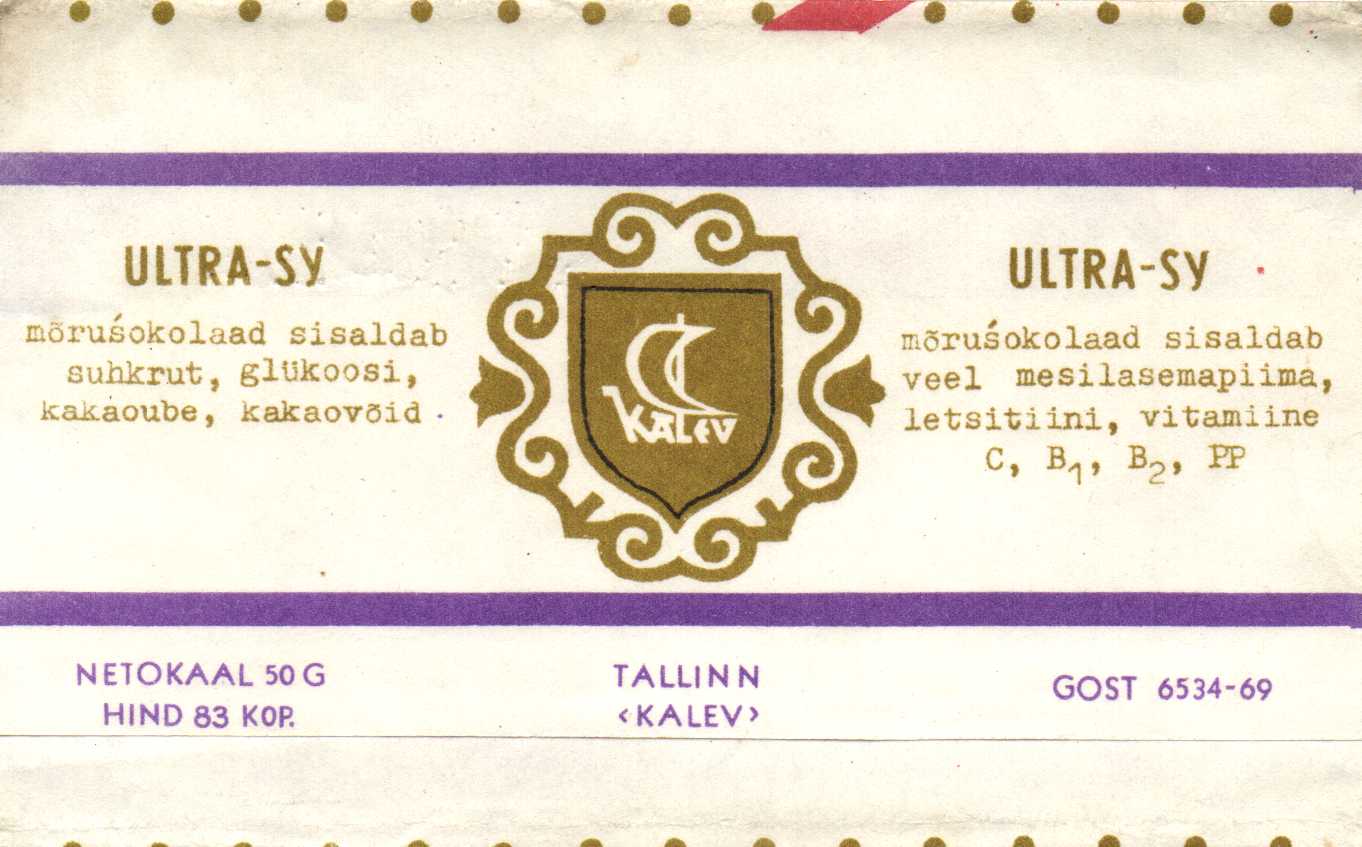 ULTRA-SY
mõruśokolaad sisaldab
suhkrut, glükoosi,
kakaoube, kakaovõid.
KALEV
ULTRA-SY
mõruśokolaad sisaldab
veel mesilasemapiima,
letsitiini, vitamiine
C, B₁, B₂, PP
NETOKAAL 50 G
HIND 83 KOP.
TALLINN
‹KALEV›
GOST 6534-69